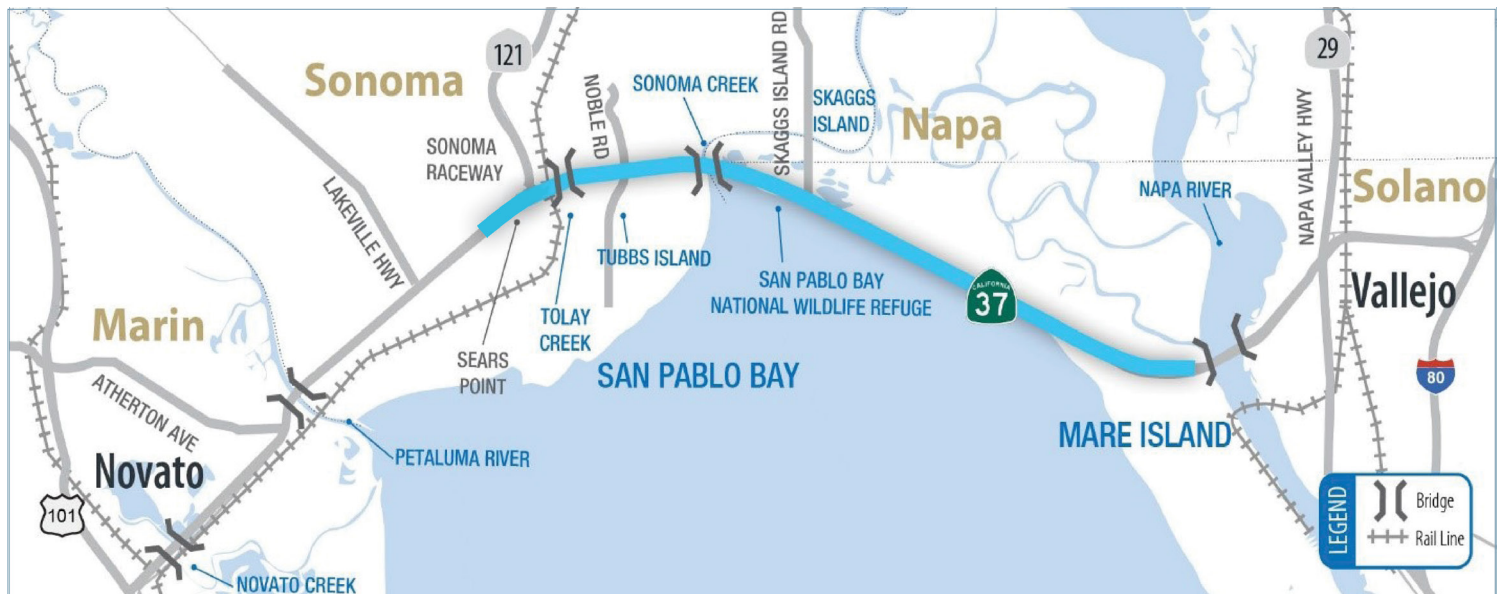 121
29
Sonoma
NOBLE RD
SONOMA CREEK
SKAGGS ISLAND RD
SKAGGS
ISLAND
Napa
NAPA VALLEY HWY
SONOMA
RACEWAY
LAKEVILLE HWY
NAPA RIVER
Solano
TUBBS ISLAND
SAN PABLO BAY
NATIONAL WILDLIFE REFUGE
CALIFORNIA
37
Vallejo
Marin
TOLAY
CREEK
SEARS
POINT
SAN PABLO BAY
80
ATHERTON AVE
MARE ISLAND
Novato
PETALUMA RIVER
101
NOVATO CREEK
LEGEND
Bridge
Rail Line